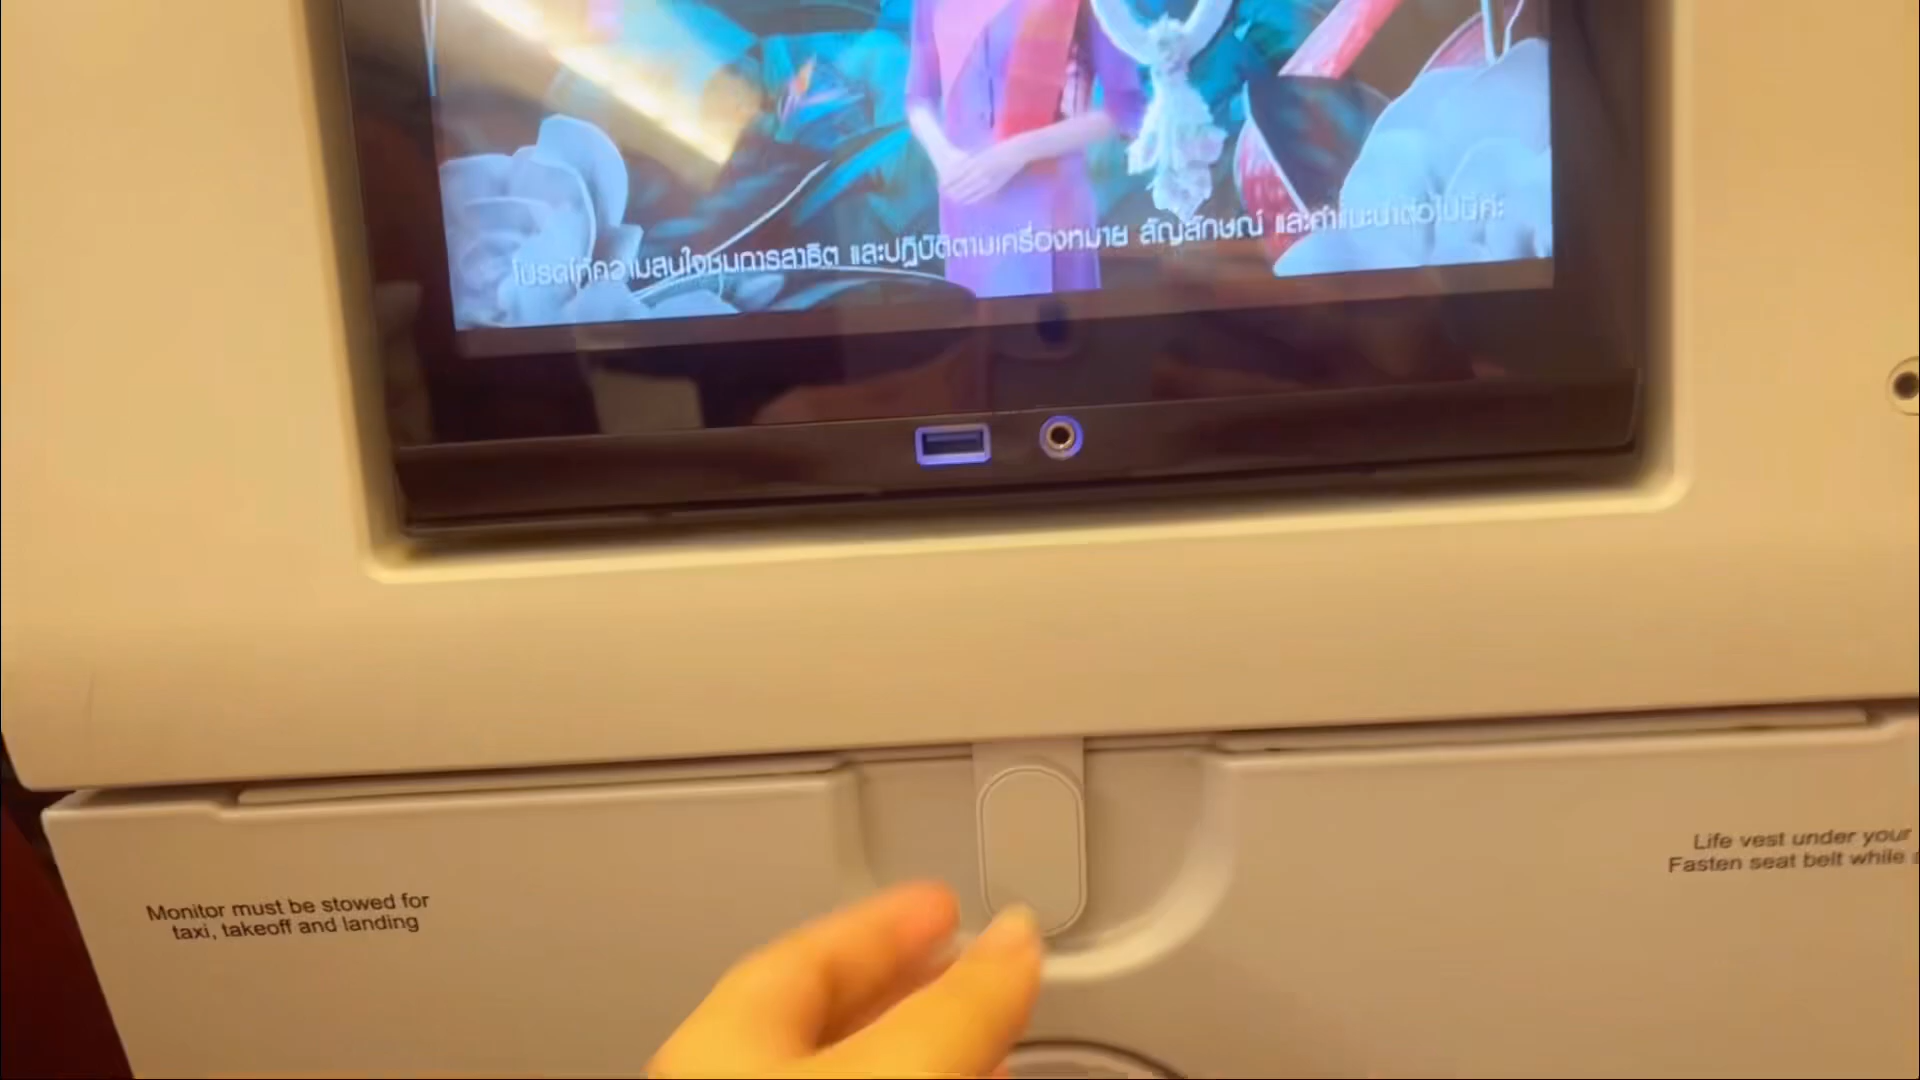 โปรดให้ความสนใจชมการสาธิต และปฏิบัติตามเครื่องหมาย สัญลักษณ์ และคำแนะนำต่อไปนี้ค่ะ
Monitor must be stowed for
taxi, takeoff and landing
Life vest under your
Fasten seat belt while